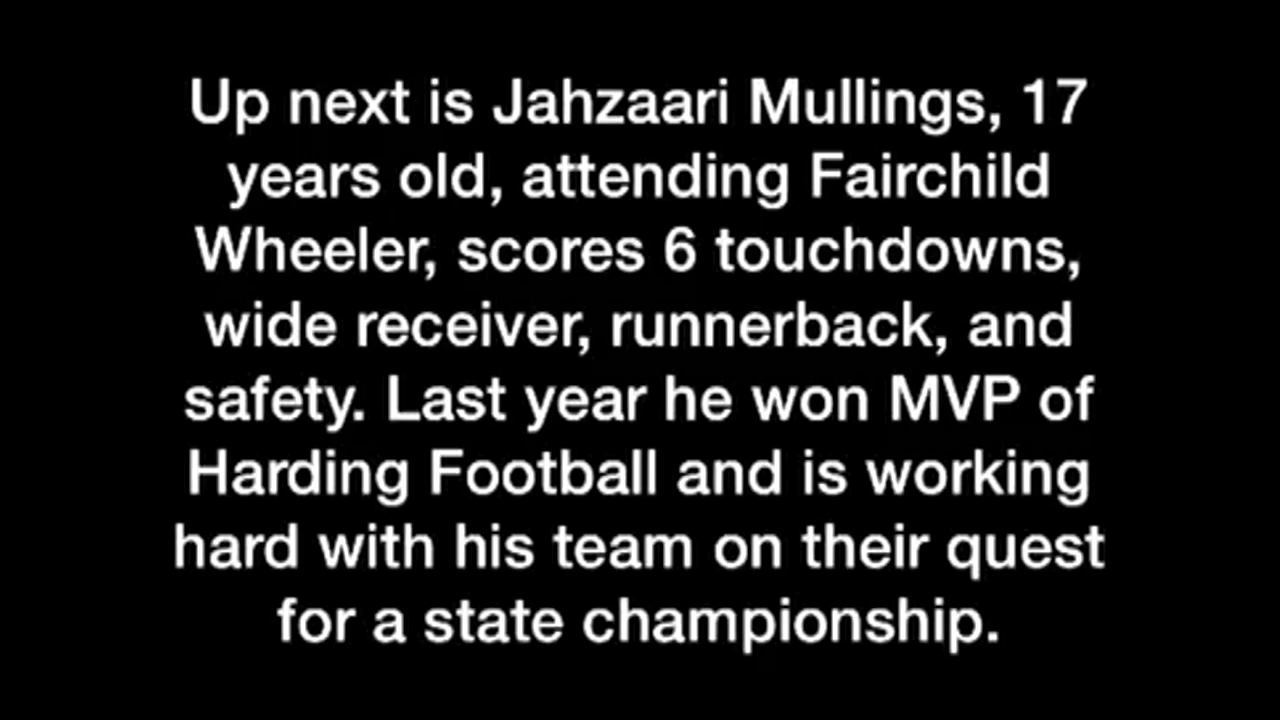 Up next is Jahzaari Mullings, 17
years old, attending Fairchild
Wheeler, scores 6 touchdowns,
wide receiver, runnerback, and
safety. Last year he won MVP of
Harding Football and is working
hard with his team on their quest
for a state championship.